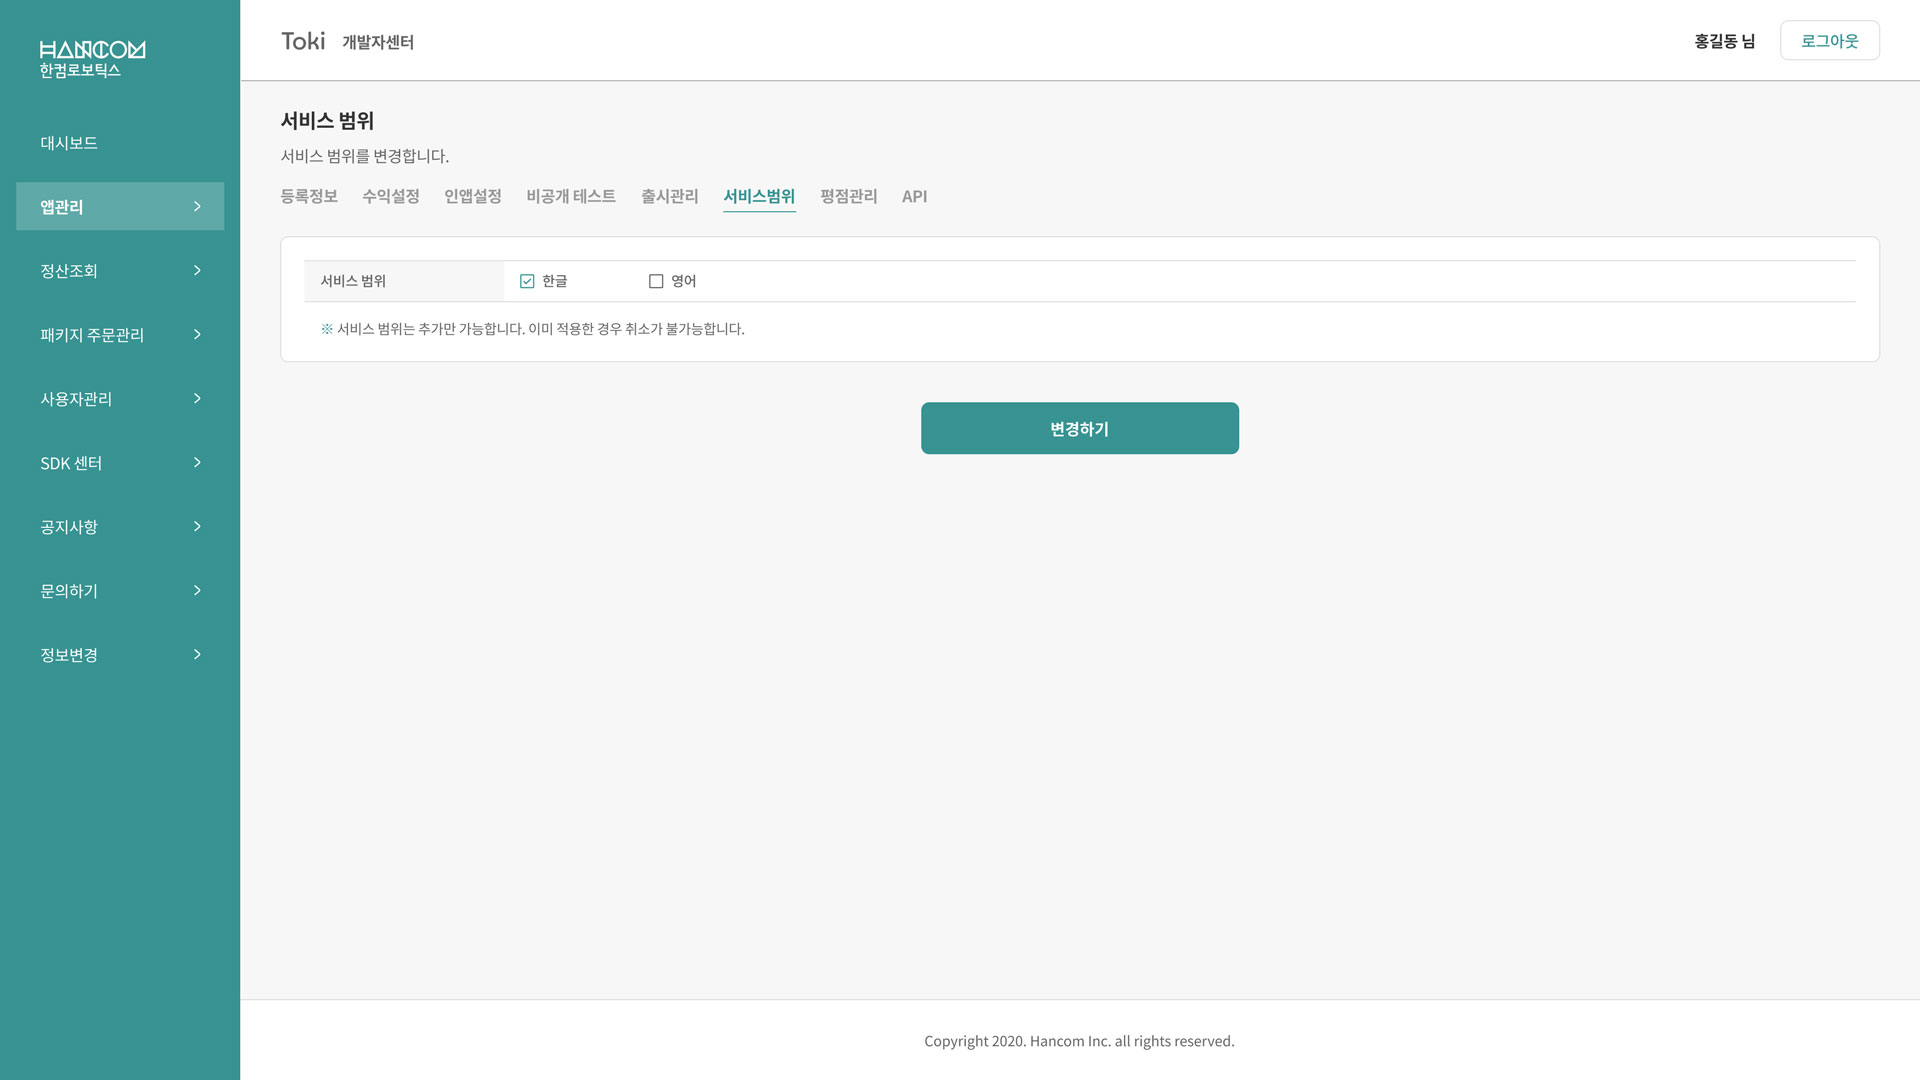 HANCOM
한컴로보틱스
대시보드
앱관리
정산조회
패키지 주문관리
사용자관리
SDK 센터
공지사항
문의하기
정보변경
Toki 개발자센터
홍길동 님
로그아웃
서비스 범위
서비스 범위를 변경합니다.
등록정보 수익설정 인앱설정 비공개 테스트 출시관리 서비스범위 평점관리 API
서비스 범위 한글 영어
※ 서비스 범위는 추가만 가능합니다. 이미 적용한 경우 취소가 불가능합니다.
변경하기
Copyright 2020. Hancom Inc. all rights reserved.